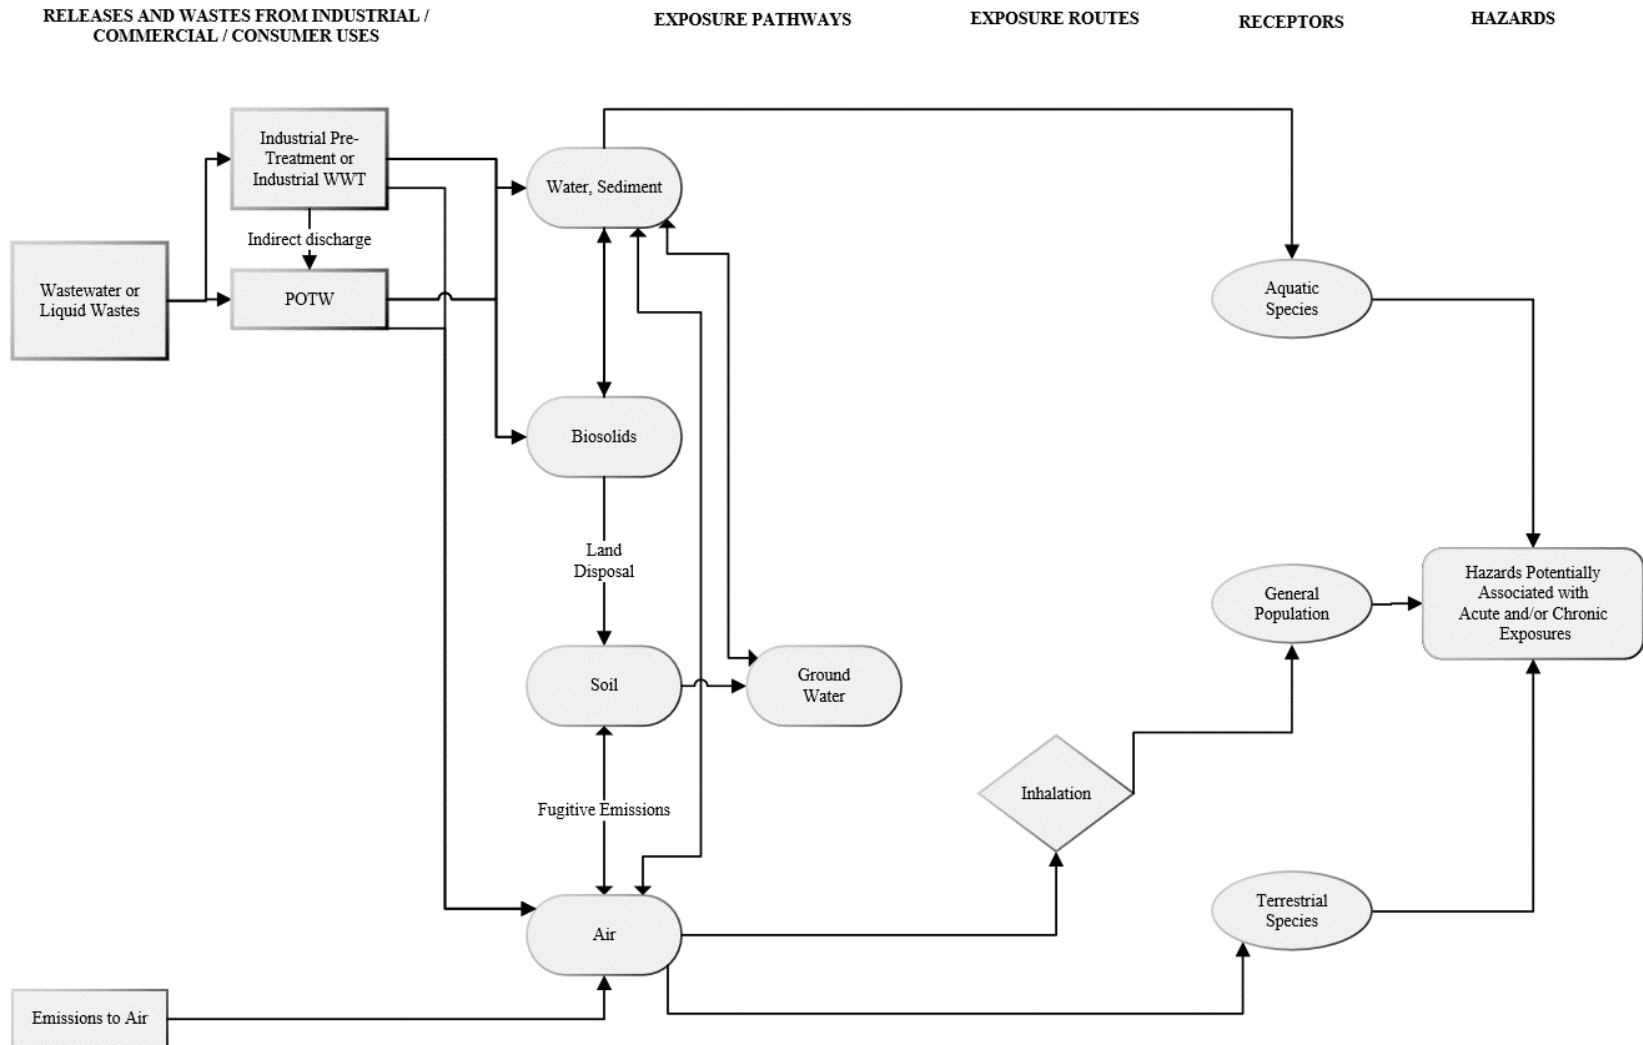 RELEASES AND WASTES FROM INDUSTRIAL /
COMMERCIAL / CONSUMER USES
EXPOSURE PATHWAYS
EXPOSURE ROUTES
RECEPTORS
HAZARDS
Industrial Pre-
Treatment or
Industrial WWT
Indirect discharge
POTW
Wastewater or
Liquid Wastes
Water, Sediment
Biosolids
Land
Disposal
Soil
Ground
Water
Fugitive Emissions
Air
Emissions to Air
Inhalation
Aquatic
Species
General
Population
Terrestrial
Species
Hazards Potentially
Associated with
Acute and/or Chronic
Exposures